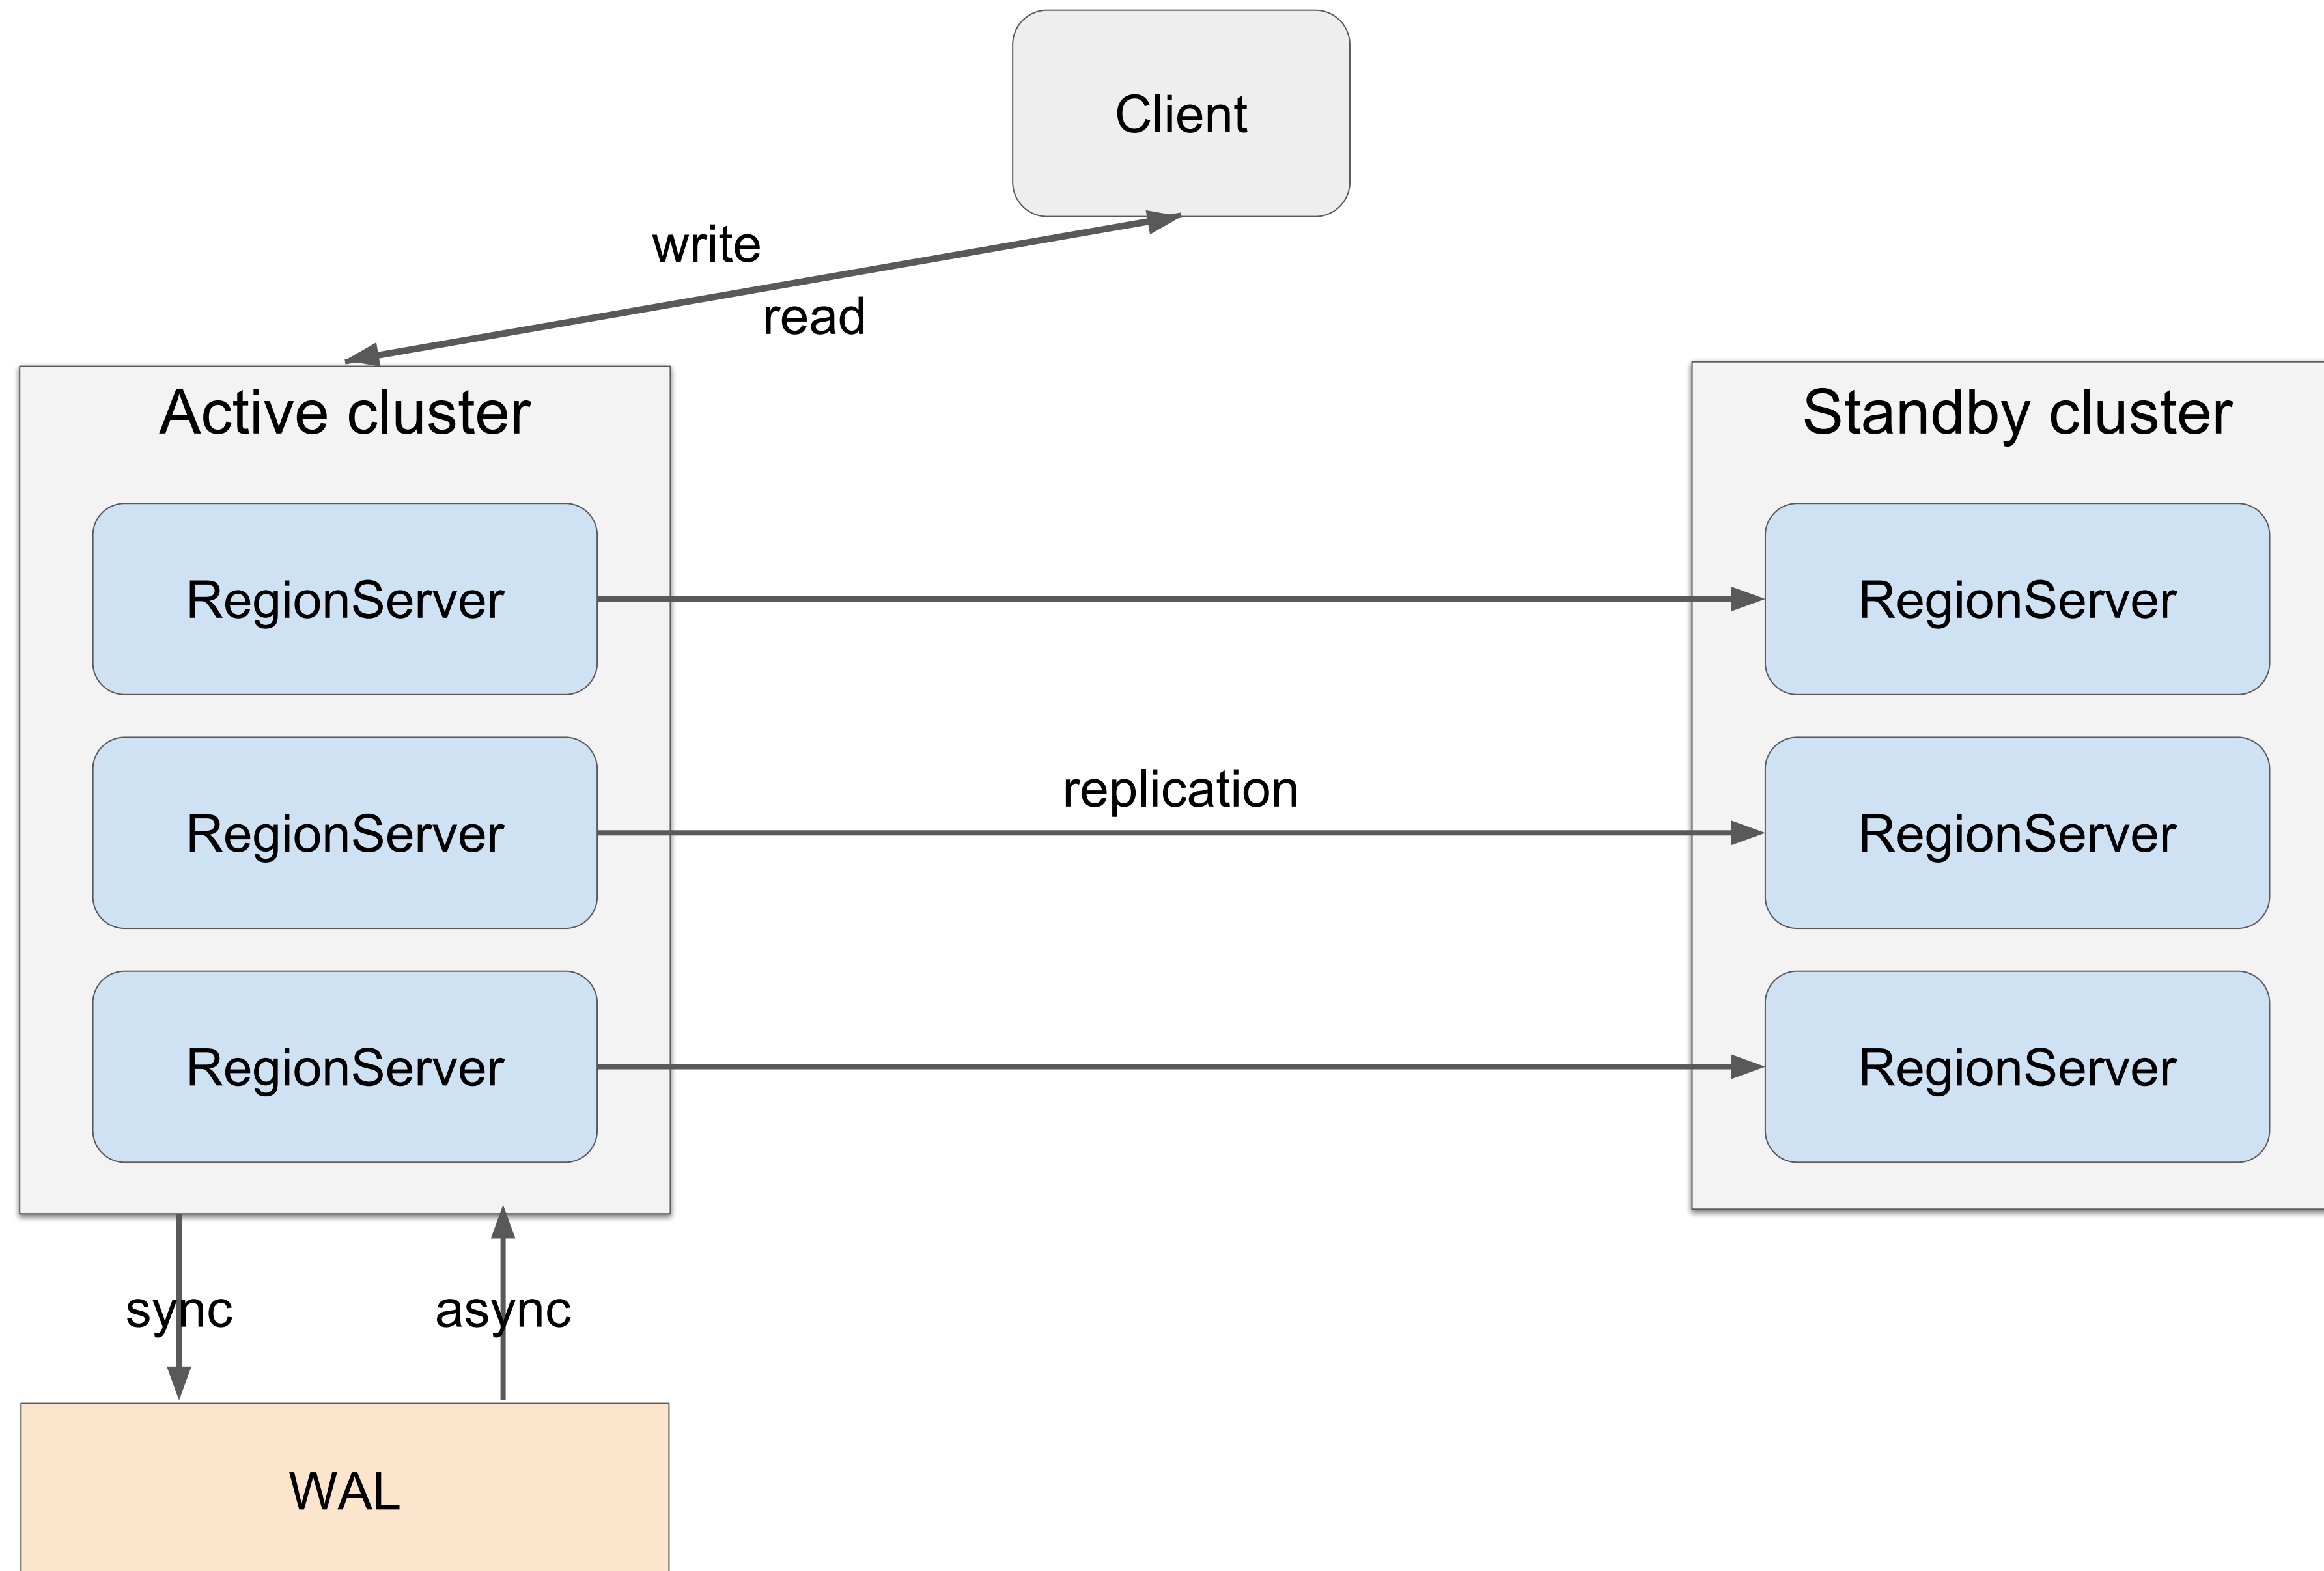 Client
write
read
Active cluster
Standby cluster
RegionServer
RegionServer
replication
RegionServer
RegionServer
RegionServer
RegionServer
sync
async
WAL